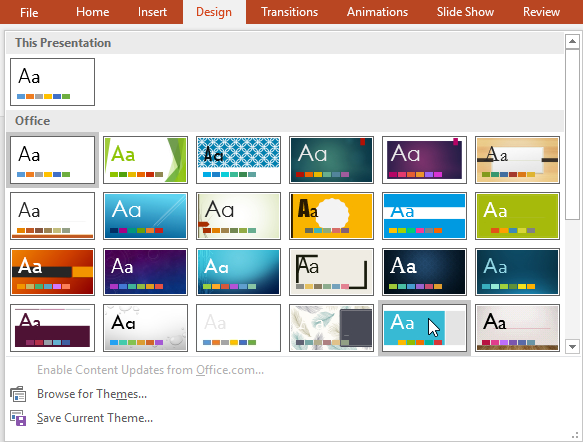 File Home Insert Design Transitions Animations Slide Show Review
This Presentation
Aa
Office
Aa Aa Aa Aa Aa Aa
Aa Aa Aa Aa Aa Aa
Aa Aa Aa Aa Aa Aa
Aa Aa Aa Aa Aa Aa
Enable Content Updates from Office.com...
Browse for Themes...
Save Current Theme...